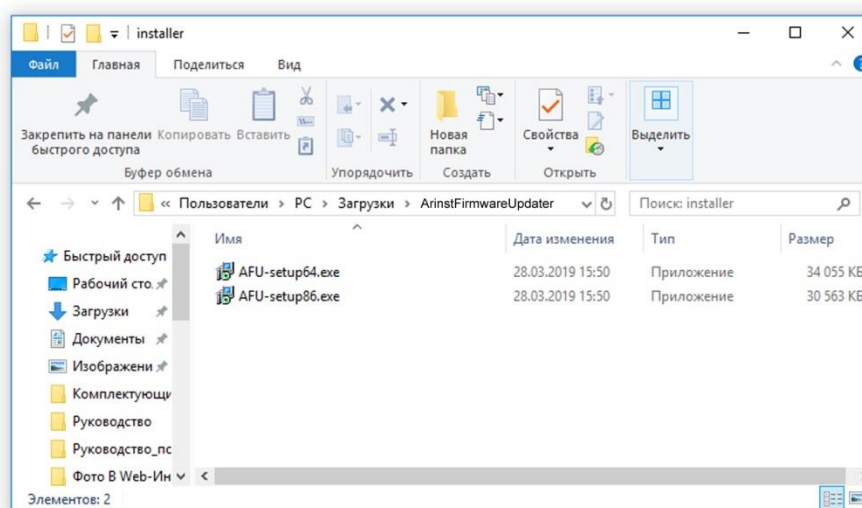 installer
Файл Главная Поделиться Вид
Закрепить на панели быстрого доступа
Копировать
Вставить
Буфер обмена
Упорядочить
Новая папка
Создать
Свойства
Открыть
Выделить
« Пользователи › PC › Загрузки › ArinstFirmwareUpdater
Поиск: installer
Имя Дата изменения Тип Размер
AFU-setup64.exe 28.03.2019 15:50 Приложение 34 055 КБ
AFU-setup86.exe 28.03.2019 15:50 Приложение 30 563 КБ
Быстрый доступ
Рабочий сто.
Загрузки
Документы
Изображени
Комплектующи
Руководство
Руководство_пс
Фото В Web-Ин
Элементов: 2